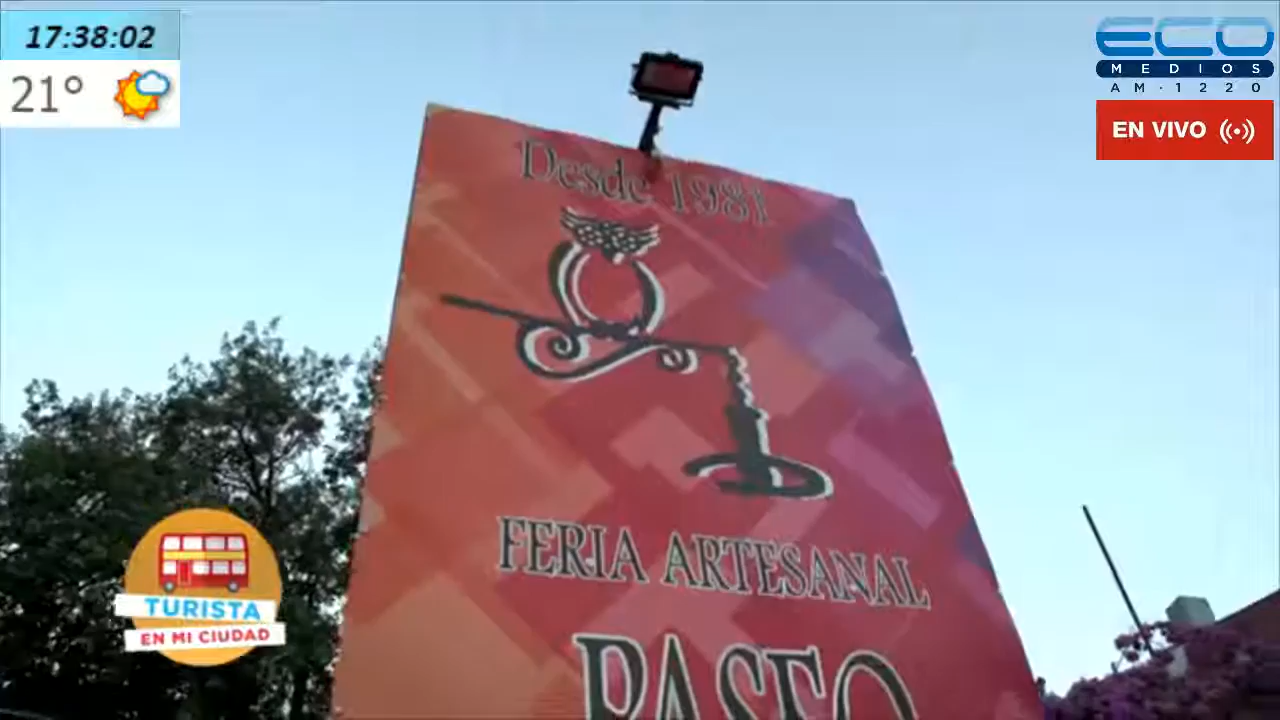 17:38:02
21°
ECO
MEDIOS
AM·1220
EN VIVO
Desde 1981
FERIA ARTESANAL
PASEO
TURISTA
EN MI CIUDAD